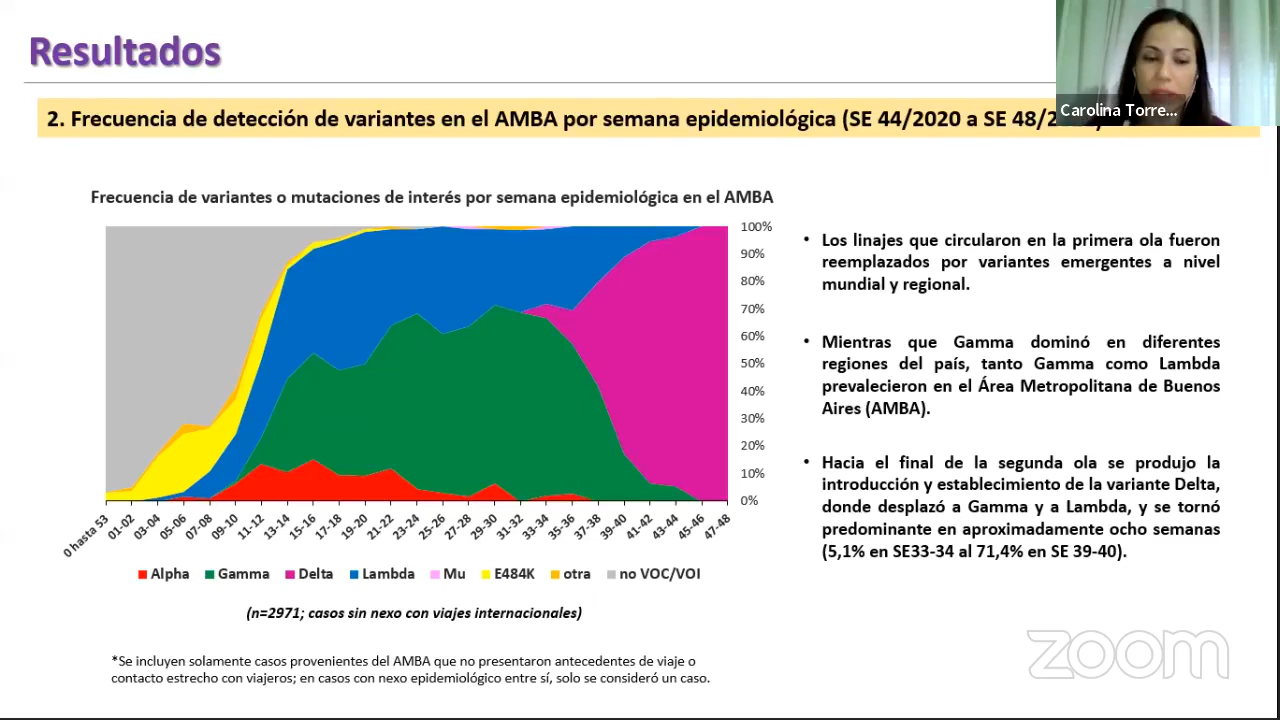 Resultados
Carolina Torre...
2. Frecuencia de detección de variantes en el AMBA por semana epidemiológica (SE 44/2020 a SE 48/2
Frecuencia de variantes o mutaciones de interés por semana epidemiológica en el AMBA
100%
90%
80%
70%
60%
50%
40%
30%
20%
10%
0%
0 hasta 53
01-02
03-04
05-06
07-08
09-10
11-12
13-14
15-16
17-18
19-20
21-22
23-24
25-26
27-28
29-30
31-32
33-34
35-36
37-38
39-40
41-42
43-44
45-46
47-48
Alpha
Gamma
Delta
Lambda
Mu
E484K
otra
no VOC/VOI
(n=2971; casos sin nexo con viajes internacionales)
*Se incluyen solamente casos provenientes del AMBA que no presentaron antecedentes de viaje o
contacto estrecho con viajeros; en casos con nexo epidemiológico entre sí, solo se consideró un caso.
• Los linajes que circularon en la primera ola fueron
reemplazados por variantes emergentes a nivel
mundial y regional.
• Mientras que Gamma dominó en diferentes
regiones del país, tanto Gamma como Lambda
prevalecieron en el Área Metropolitana de Buenos
Aires (AMBA).
• Hacia el final de la segunda ola se produjo la
introducción y establecimiento de la variante Delta,
donde desplazó a Gamma y a Lambda, y se tornó
predominante en aproximadamente ocho semanas
(5,1% en SE33-34 al 71,4% en SE 39-40).
zoom